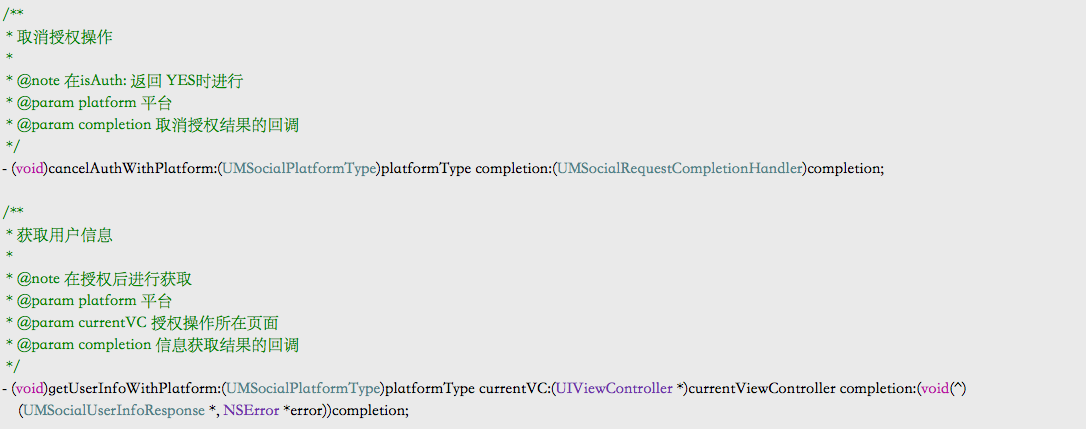 /**
* 取消授权操作
*
* @note 在isAuth: 返回 YES时进行
* @param platform 平台
* @param completion 取消授权结果的回调
*/
- (void)cancelAuthWithPlatform:(UMSocialPlatformType)platformType completion:(UMSocialRequestCompletionHandler)completion;
/**
* 获取用户信息
*
* @note 在授权后进行获取
* @param platform 平台
* @param currentVC 授权操作所在页面
* @param completion 信息获取结果的回调
*/
- (void)getUserInfoWithPlatform:(UMSocialPlatformType)platformType currentVC:(UIViewController *)currentViewController completion:(void(^)
(UMSocialUserInfoResponse *, NSError *error))completion;